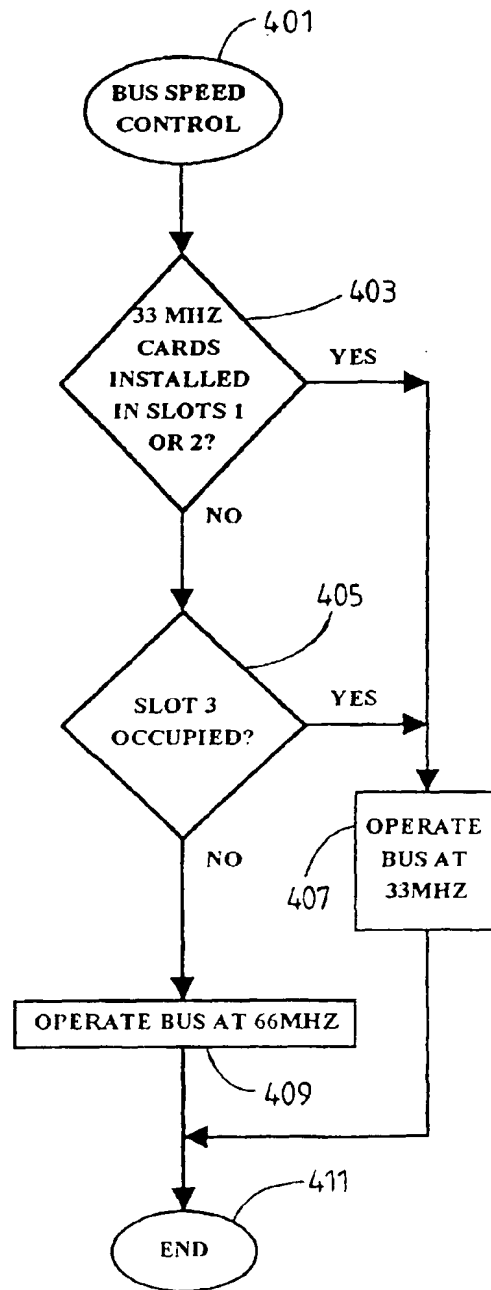 401
BUS SPEED
CONTROL
403
33 MHZ
CARDS
INSTALLED
IN SLOTS 1
OR 2?
YES
NO
405
SLOT 3
OCCUPIED?
YES
NO
OPERATE
BUS AT
33MHZ
407
OPERATE BUS AT 66MHZ
409
411
END